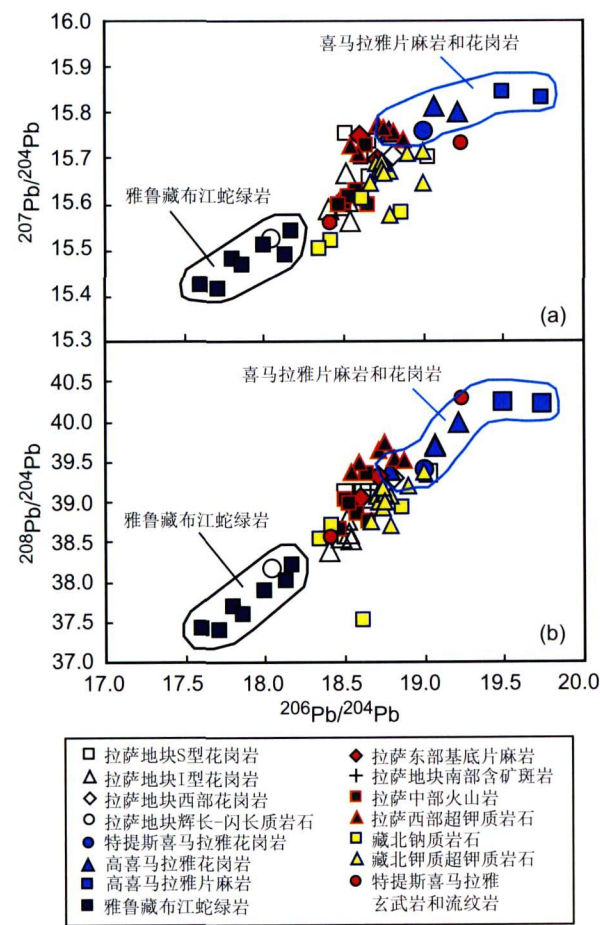 (a)
喜马拉雅片麻岩和花岗岩
雅鲁藏布江蛇绿岩
207Pb/204Pb
16.0
15.9
15.8
15.7
15.6
15.5
15.4
15.3
(b)
喜马拉雅片麻岩和花岗岩
雅鲁藏布江蛇绿岩
208Pb/204Pb
40.5
40.0
39.5
39.0
38.5
38.0
37.5
37.0
17.0 17.5 18.0 18.5 19.0 19.5 20.0
206Pb/204Pb
拉萨地块S型花岗岩
拉萨地块I型花岗岩
拉萨地块西部花岗岩
拉萨地块辉长-闪长质岩石
特提斯喜马拉雅花岗岩
高喜马拉雅花岗岩
高喜马拉雅片麻岩
雅鲁藏布江蛇绿岩
拉萨东部基底片麻岩
拉萨地块南部含矿斑岩
拉萨中部火山岩
拉萨西部超钾质岩石
藏北钠质岩石
藏北钾质超钾质岩石
特提斯喜马拉雅
玄武岩和流纹岩